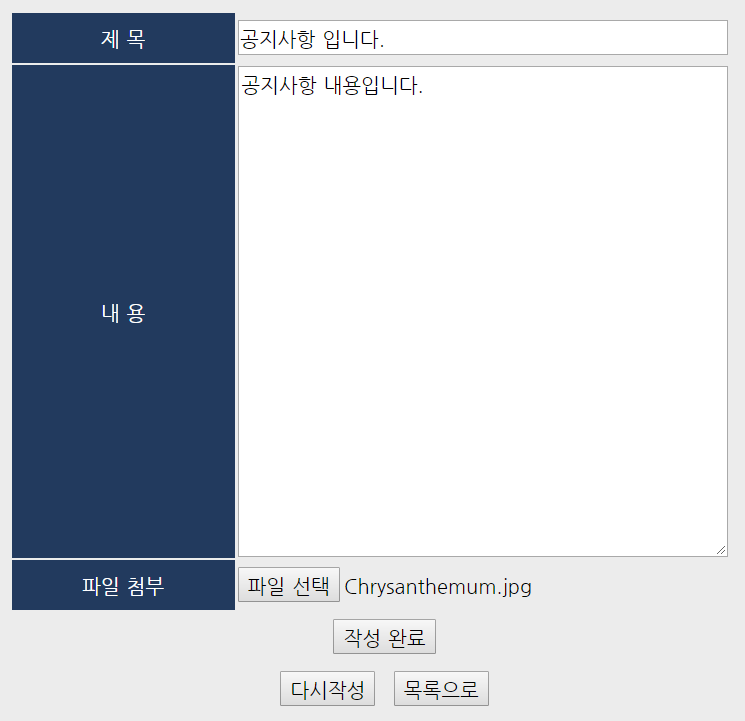 제 목 공지사항 입니다.
내 용 공지사항 내용입니다.
파일 첨부 파일 선택 Chrysanthemum.jpg
작성 완료
다시작성 목록으로